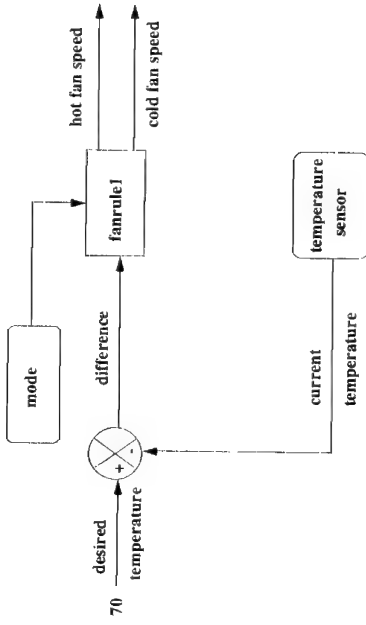 70
desired
temperature
+
-
difference
mode
fanrule1
hot fan speed
cold fan speed
current
temperature
temperature
sensor